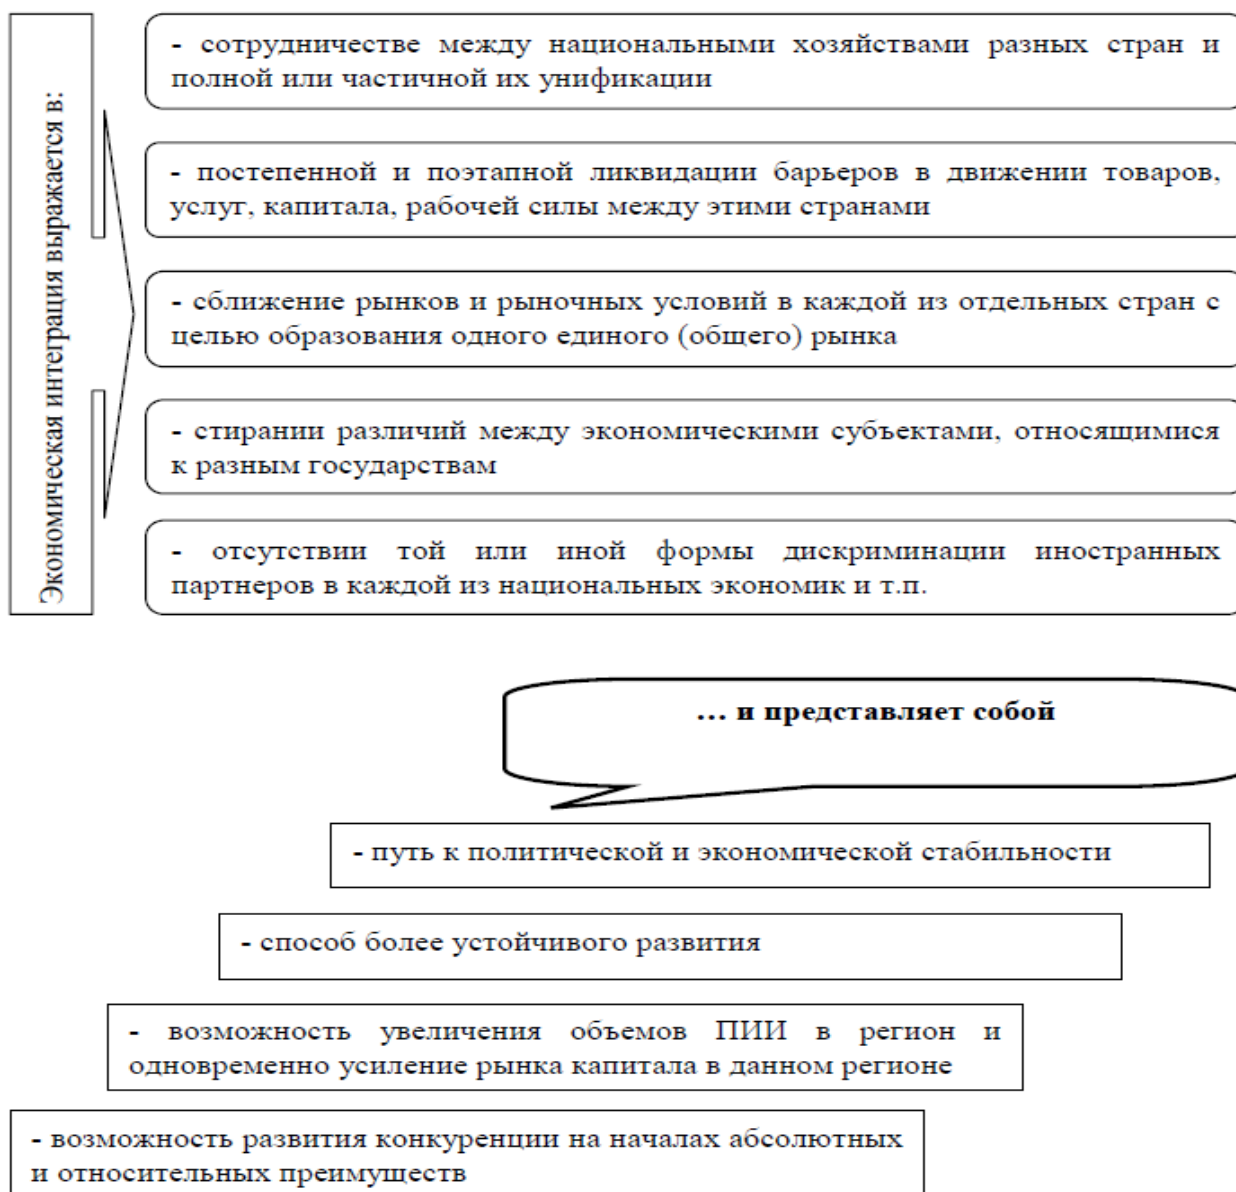 Экономическая интеграция выражается в:
- сотрудничестве между национальными хозяйствами разных стран и
полной или частичной их унификации
- постепенной и поэтапной ликвидации барьеров в движении товаров,
услуг, капитала, рабочей силы между этими странами
- сближение рынков и рыночных условий в каждой из отдельных стран с
целью образования одного единого (общего) рынка
- стирании различий между экономическими субъектами, относящимися
к разным государствам
- отсутствии той или иной формы дискриминации иностранных
партнеров в каждой из национальных экономик и т.п.
… и представляет собой
- путь к политической и экономической стабильности
- способ более устойчивого развития
- возможность увеличения объемов ПИИ в регион и
одновременно усиление рынка капитала в данном регионе
- возможность развития конкуренции на началах абсолютных
и относительных преимуществ